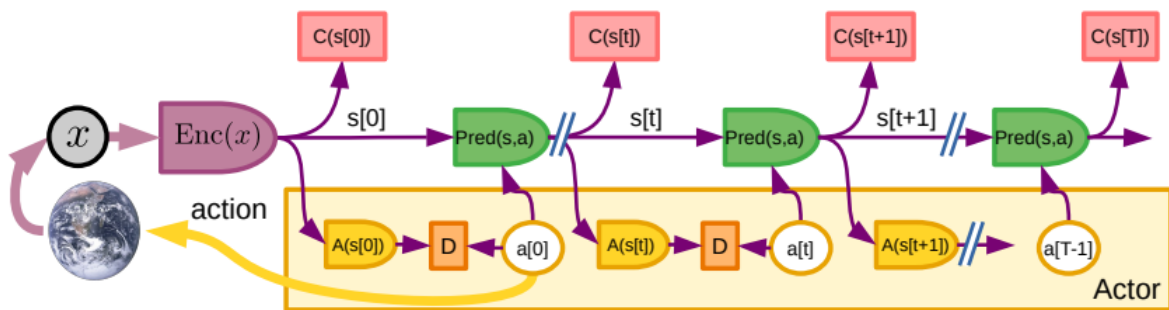 C(s[0]) C(s[t]) C(s[t+1]) C(s[T])
x Enc(x) s[0] Pred(s,a) s[t] Pred(s,a) s[t+1] Pred(s,a)
action
A(s[0]) D a[0] A(s[t]) D a[t] A(s[t+1]) a[T-1]
Actor